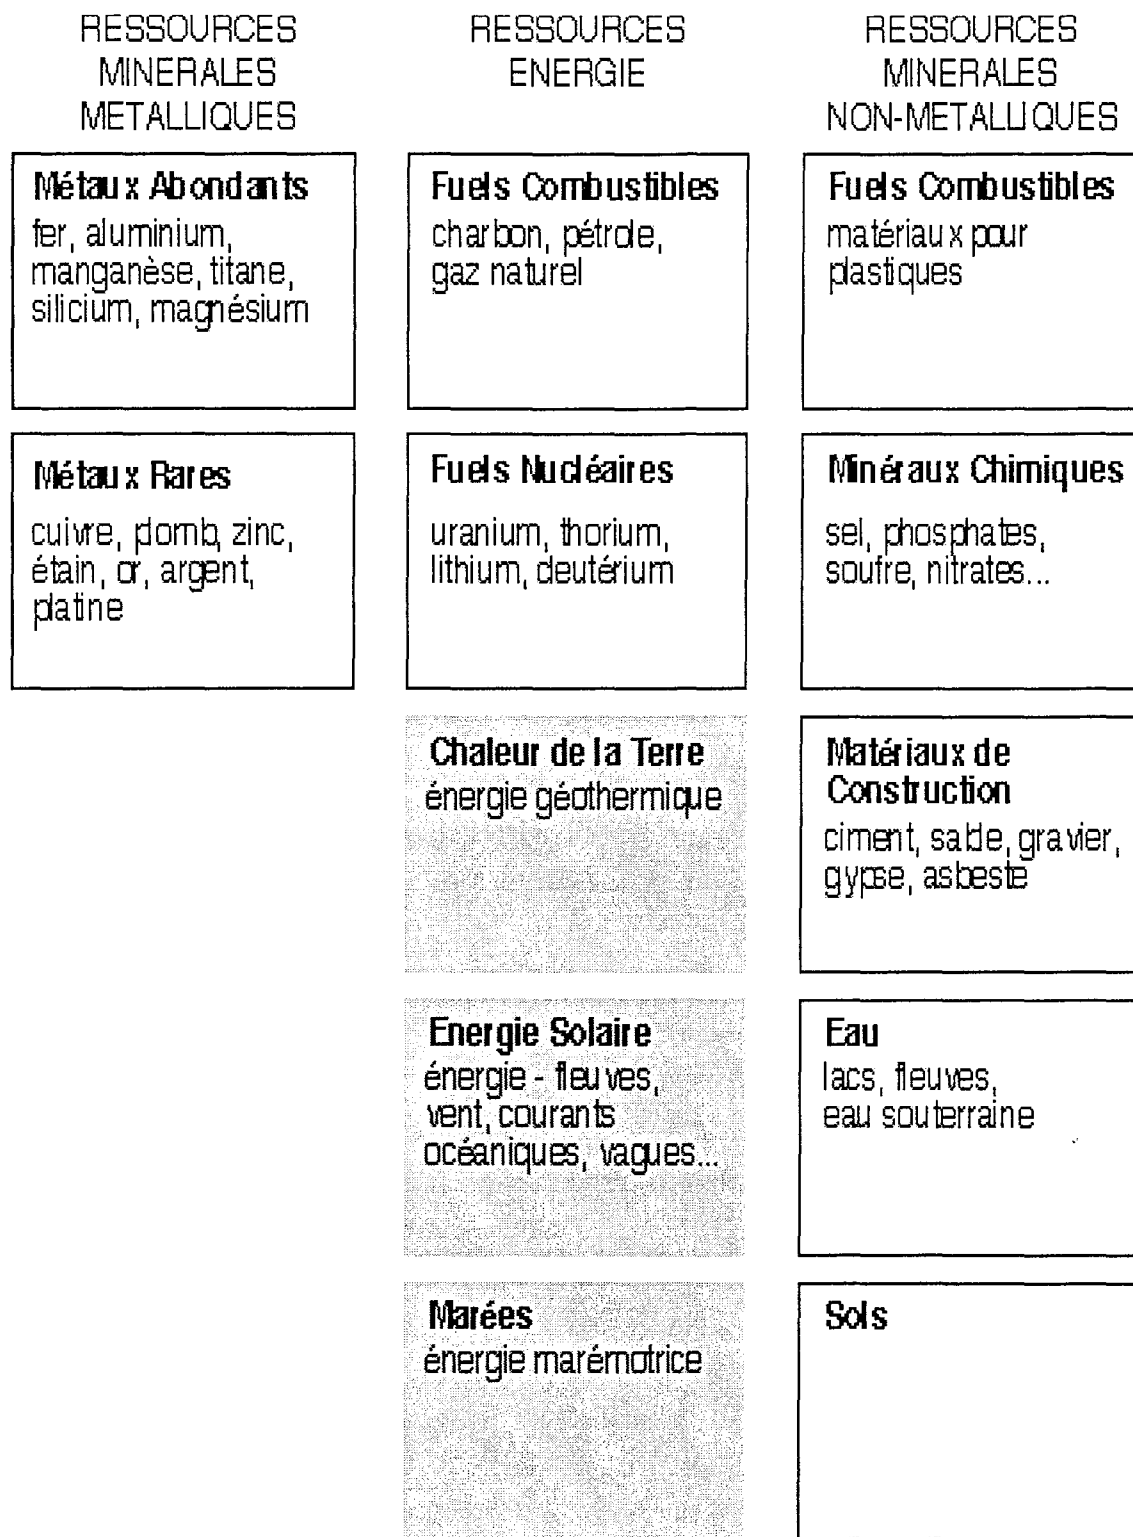 RESSOURCES
MINERALES
METALLIQUES
Métaux Abondants
fer, aluminium,
manganèse, titane,
silicium, magnésium
Métaux Rares
cuivre, plomb, zinc,
étain, or, argent,
platine
RESSOURCES
ENERGIE
Fuels Combustibles
charbon, pétrole,
gaz naturel
Fuels Nucléaires
uranium, thorium,
lithium, deutérium
Chaleur de la Terre
énergie géothermique
Energie Solaire
énergie - fleuves,
vent, courants
océaniques, vagues...
Marées
énergie marémotrice
RESSOURCES
MINERALES
NON-METALLIQUES
Fuels Combustibles
matériaux pour
plastiques
Minéraux Chimiques
sel, phosphates,
soufre, nitrates...
Matériaux de
Construction
ciment, sable, gravier,
gypse, asbeste
Eau
lacs, fleuves,
eau souterraine
Sols